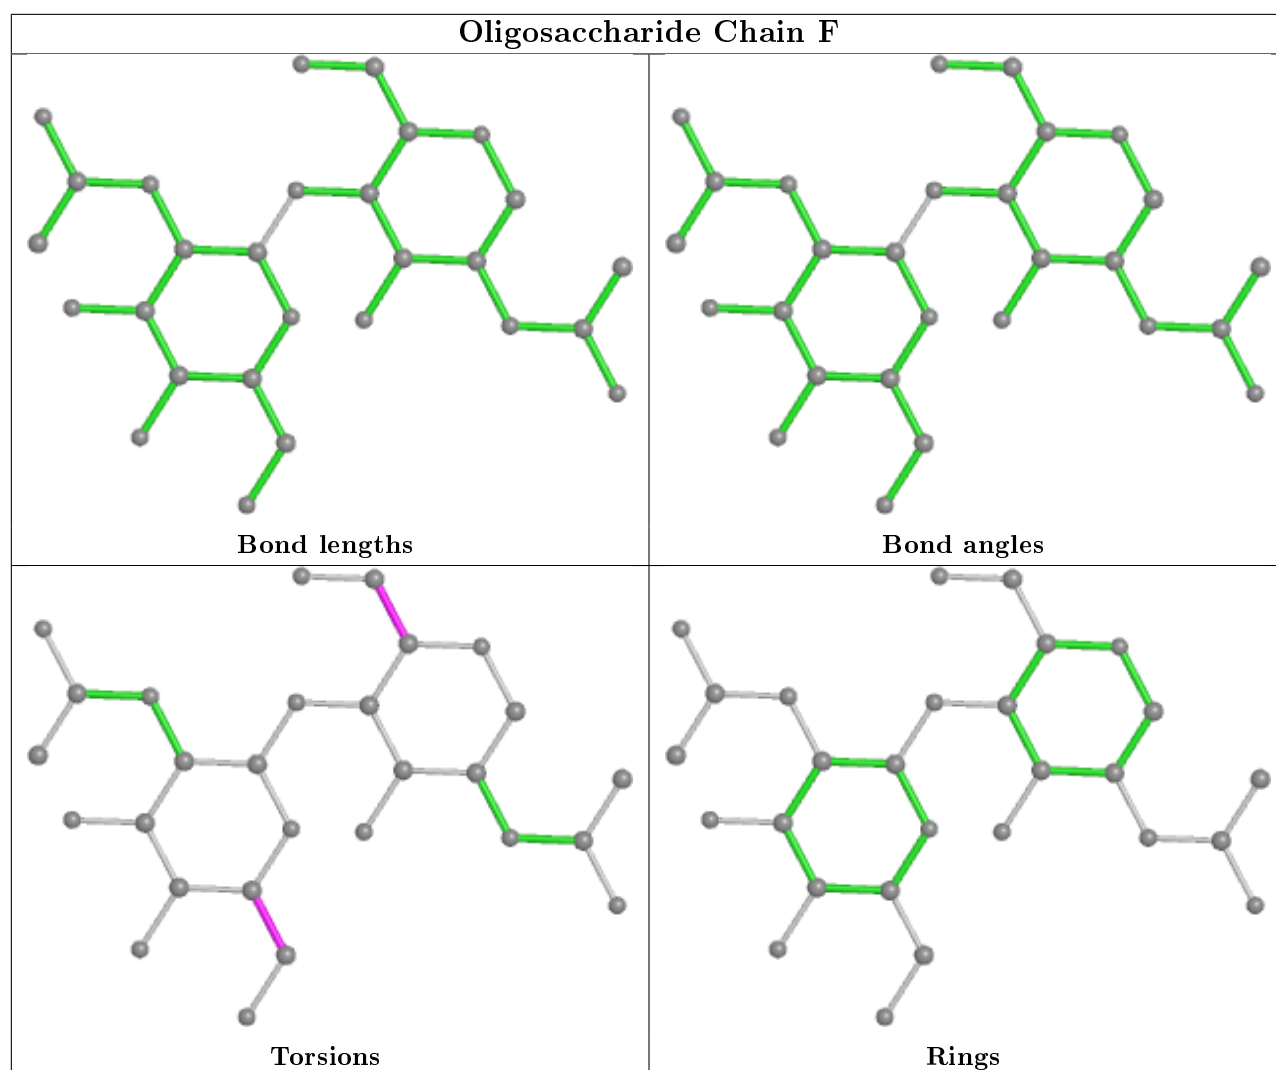 Oligosaccharide Chain F
Bond lengths
Bond angles
Torsions
Rings